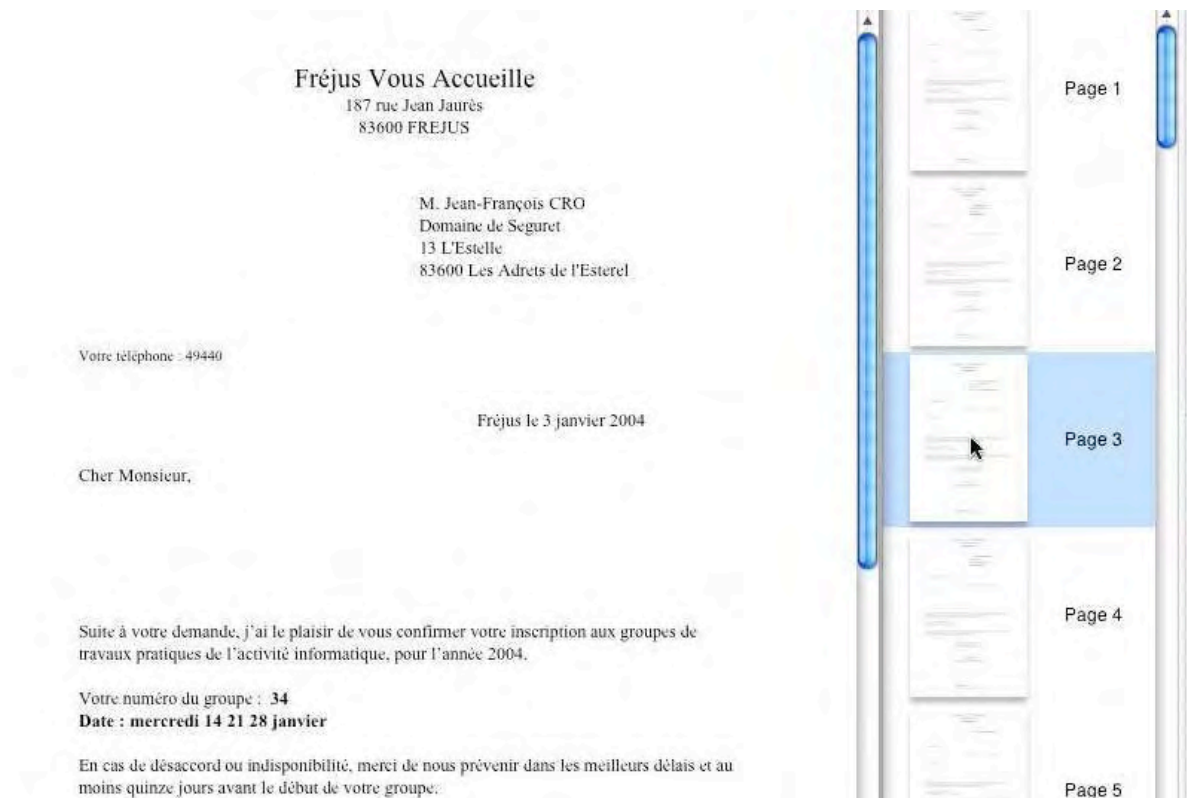 Fréjus Vous Accueille
187 rue Jean Jaurès
83600 FREJUS
M. Jean-François CRO
Domaine de Seguret
13 L'Estelle
83600 Les Adrets de l'Esterel
Votre téléphone : 49440
Fréjus le 3 janvier 2004
Cher Monsieur,
Suite à votre demande, j'ai le plaisir de vous confirmer votre inscription aux groupes de
travaux pratiques de l'activité informatique, pour l'année 2004.
Votre numéro du groupe : 34
Date : mercredi 14 21 28 janvier
En cas de désaccord ou indisponibilité, merci de nous prévenir dans les meilleurs délais et au
moins quinze jours avant le début de votre groupe.
Page 1
Page 2
Page 3
Page 4
Page 5